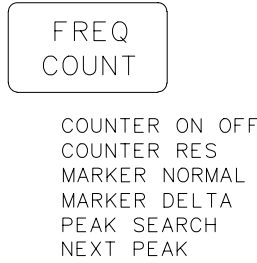 FREQ
COUNT
COUNTER ON OFF
COUNTER RES
MARKER NORMAL
MARKER DELTA
PEAK SEARCH
NEXT PEAK